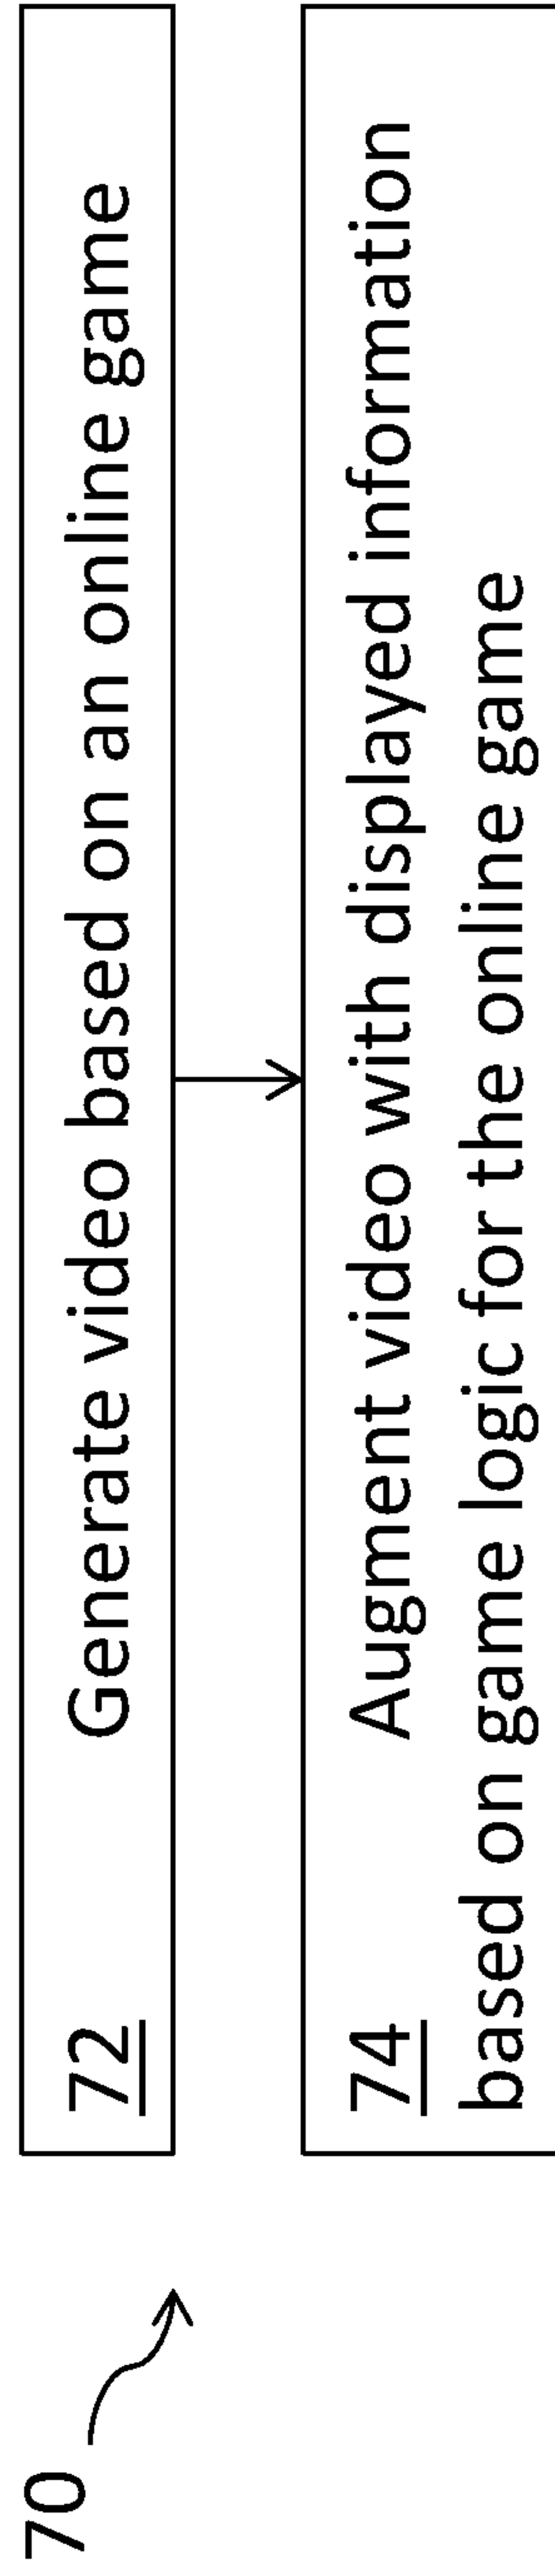 70
72 Generate video based on an online game
74 Augment video with displayed information
based on game logic for the online game